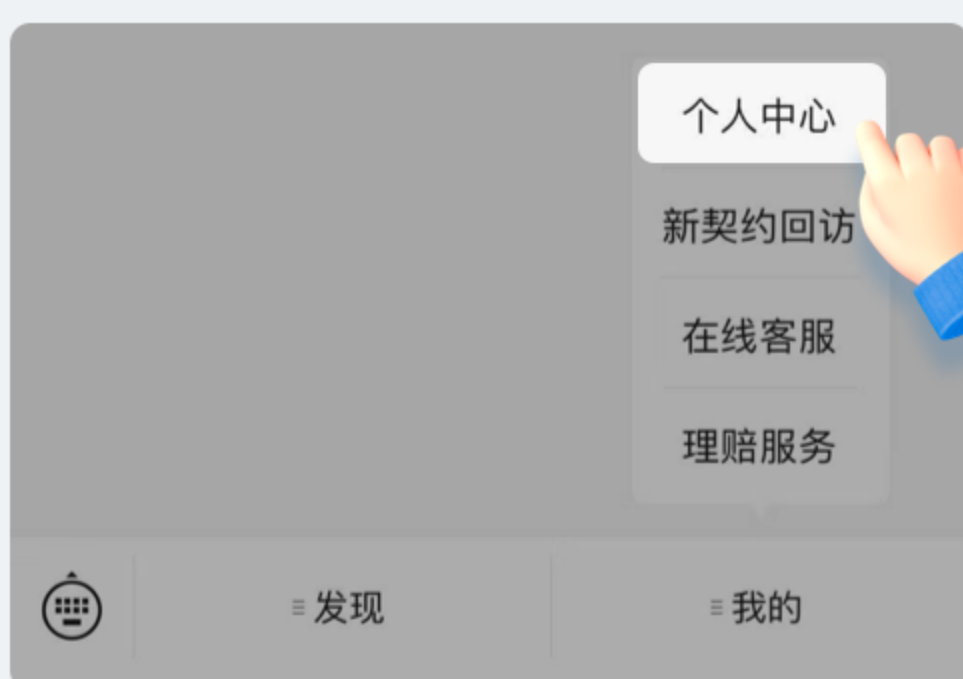 个人中心
新契约回访
在线客服
理赔服务
发现
我的